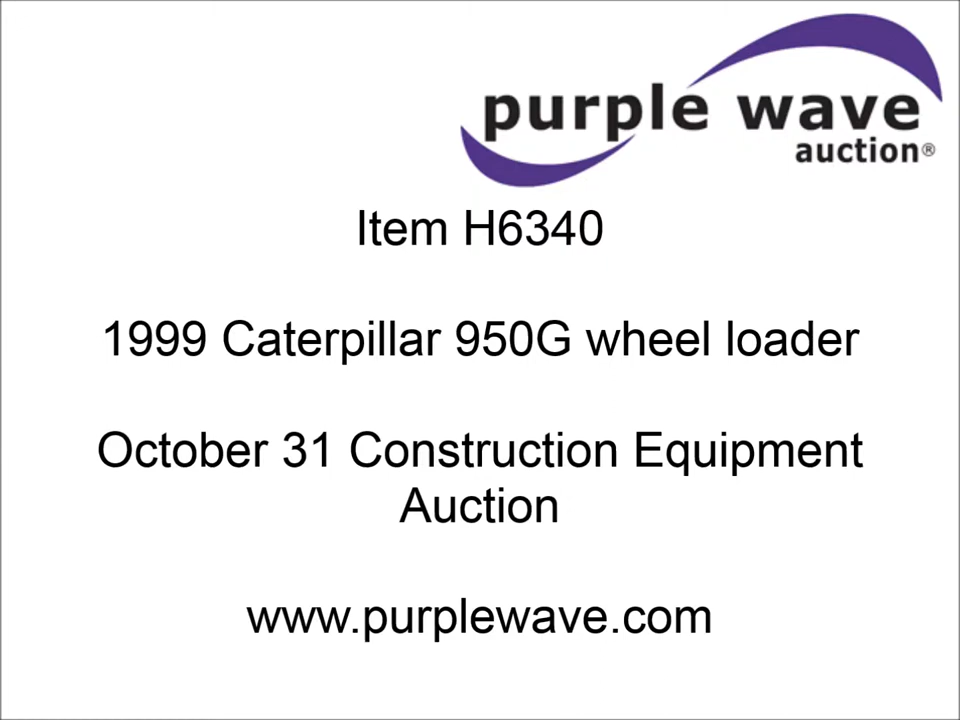 purple wave
auction®
Item H6340
1999 Caterpillar 950G wheel loader
October 31 Construction Equipment
Auction
www.purplewave.com